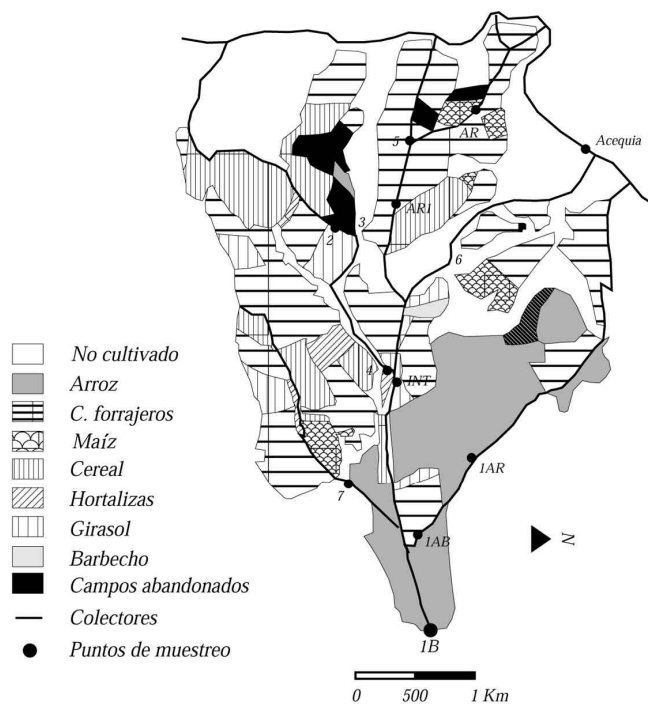 AR
Acequia
5
AR1
3
2
6
4
INT
7
1AR
1AB
1B
N
No cultivado
Arroz
C. forrajeros
Maíz
Cereal
Hortalizas
Girasol
Barbecho
Campos abandonados
Colectores
Puntos de muestreo
0 500 1 Km